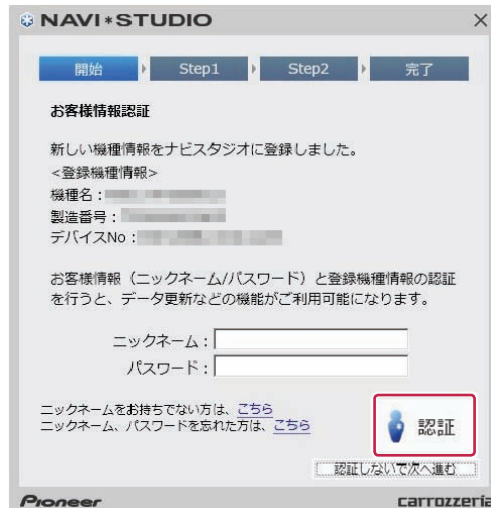 NAVI*STUDIO
開始 Step1 Step2 完了
お客様情報認証
新しい機種情報をナビスタジオに登録しました。
<登録機種情報>
機種名：
製造番号：
デバイスNo：
お客様情報（ニックネーム/パスワード）と登録機種情報の認証
を行うと、データ更新などの機能がご利用可能になります。
ニックネーム：
パスワード：
ニックネームをお持ちでない方は、こちら
ニックネーム、パスワードを忘れた方は、こちら
認証
認証しないで次へ進む
Pioneer carrozzeria